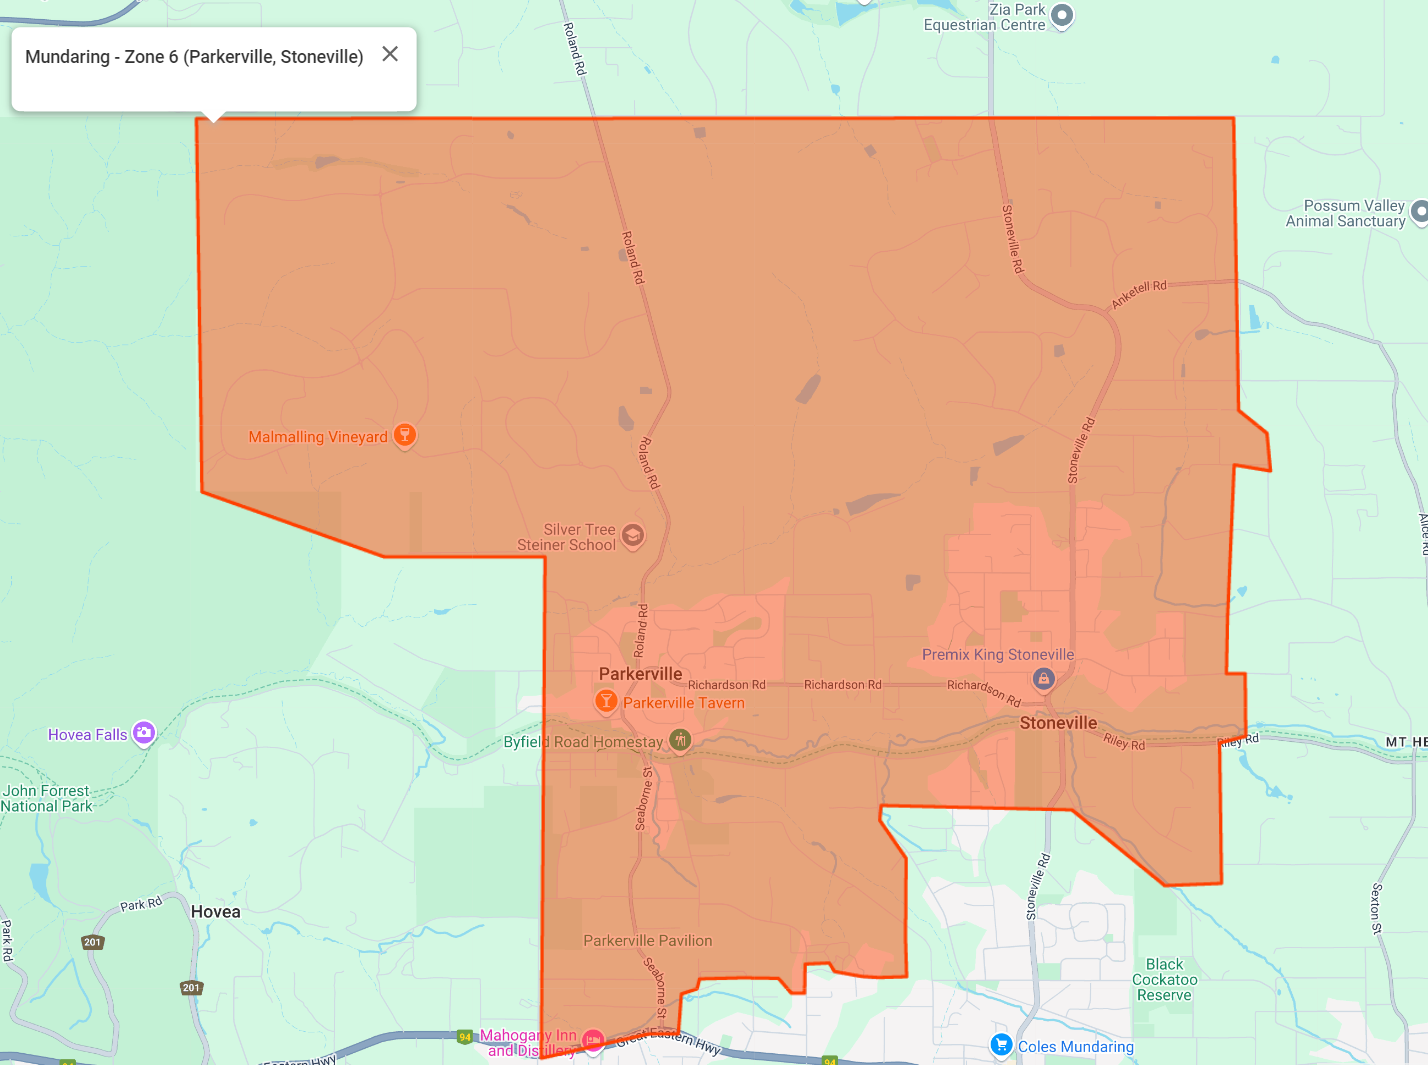 Zia Park
Equestrian Centre
Roland Rd
Mundaring - Zone 6 (Parkerville, Stoneville)
Possum Valley
Animal Sanctuary
Stoneville Rd
Roland Rd
Anketell Rd
Malmalling Vineyard
Stoneville Rd
Roland Rd
Silver Tree
Steiner School
Alice Rd
Roland Rd
Premix King Stoneville
Parkerville
Richardson Rd
Richardson Rd
Richardson Rd
Parkerville Tavern
Stoneville
Hovea Falls
Byfield Road Homestay
Riley Rd
Riley Rd
MT HE
John Forrest
National Park
Seaborne St
Stoneville Rd
Sexton St
Park Rd
Hovea
Park Rd
201
Parkerville Pavilion
Seaborne St
Black
Cockatoo
Reserve
201
94
Mahogany Inn
and Distillery
Great Eastern Hwy
Coles Mundaring
94
Eastern Hwy
94